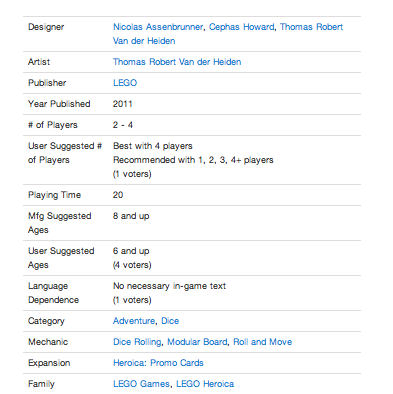 Designer Nicolas Assenbrunner, Cephas Howard, Thomas Robert
Van der Heiden
Artist Thomas Robert Van der Heiden
Publisher LEGO
Year Published 2011
# of Players 2 - 4
User Suggested # Best with 4 players
of Players Recommended with 1, 2, 3, 4+ players
(1 voters)
Playing Time 20
Mfg Suggested 8 and up
Ages
User Suggested 6 and up
Ages (4 voters)
Language No necessary in-game text
Dependence (1 voters)
Category Adventure, Dice
Mechanic Dice Rolling, Modular Board, Roll and Move
Expansion Heroica: Promo Cards
Family LEGO Games, LEGO Heroica